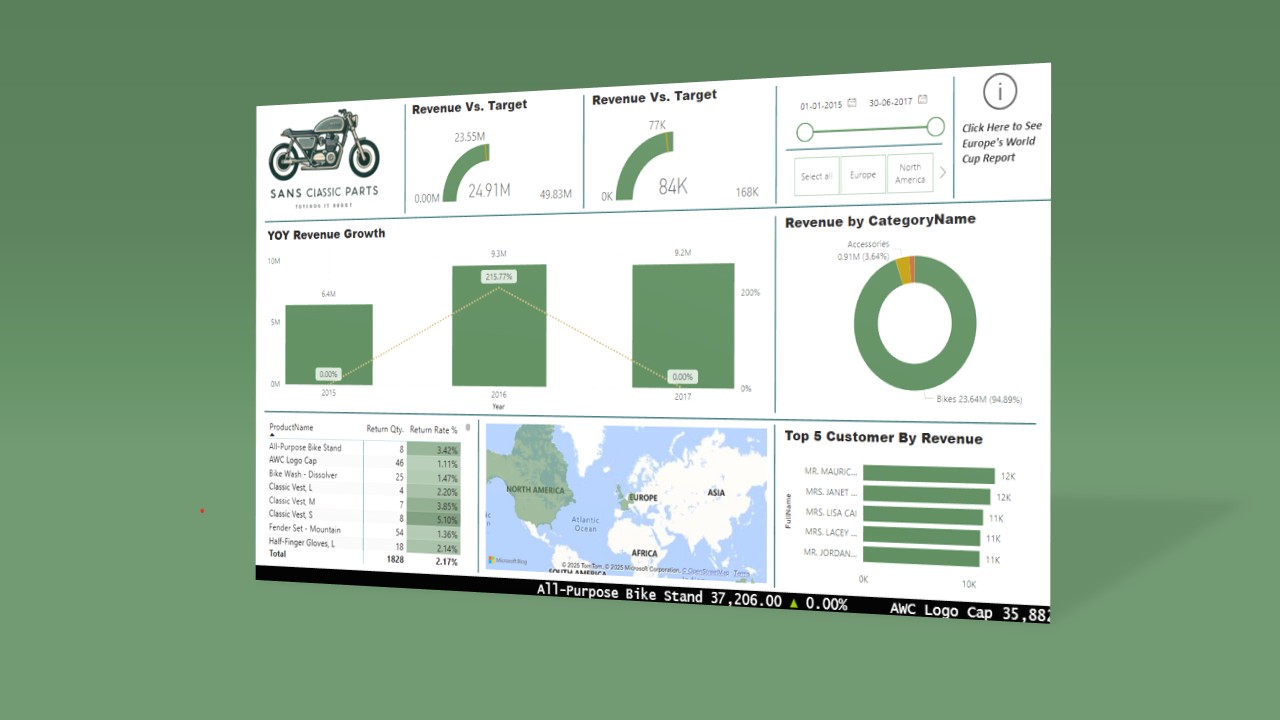 SANS CLASSIC PARTS
Revenue Vs. Target
23.55M
0.00M
24.91M
49.83M
Revenue Vs. Target
77K
0K
84K
168K
01-01-2015
30-06-2017
Select all
Europe
North
America
i
Click Here to See
Europe's World
Cup Report
YOY Revenue Growth
10M
5M
0M
6.4M
0.00%
2015
9.3M
215.77%
2016
9.2M
0.00%
2017
200%
0%
Year
Revenue by CategoryName
Accessories
0.91M (3.64%)
Bikes 23.64M (94.89%)
ProductName Return Qty. Return Rate %
All-Purpose Bike Stand 8 3.42%
AWC Logo Cap 46 1.11%
Bike Wash - Dissolver 25 1.47%
Classic Vest, L 4 2.20%
Classic Vest, M 7 3.85%
Classic Vest, S 8 5.10%
Fender Set - Mountain 54 1.36%
Half-Finger Gloves, L 18 2.14%
Total 1828 2.17%
NORTH AMERICA
EUROPE
ASIA
ic
Atlantic
Ocean
AFRICA
SOUTH AMERICA
Microsoft Bing
© 2025 TomTom, © 2025 Microsoft Corporation, © OpenStreetMap Terms
Top 5 Customer By Revenue
FullName
MR. MAURIC... 12K
MRS. JANET ... 12K
MRS. LISA CAI 11K
MRS. LACEY ... 11K
MR. JORDAN... 11K
0K
10K
All-Purpose Bike Stand 37,206.00 ▲ 0.00% AWC Logo Cap 35,882